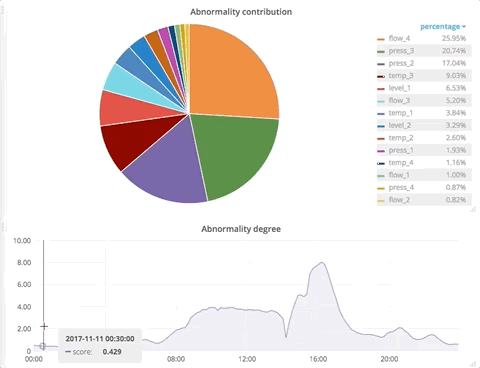 Abnormality contribution
percentage
flow_4 25.95%
press_3 20.74%
press_2 17.04%
temp_3 9.03%
level_1 6.53%
flow_3 5.20%
temp_1 3.84%
level_2 3.29%
temp_2 2.60%
press_1 1.93%
temp_4 1.16%
flow_1 1.00%
press_4 0.87%
flow_2 0.82%
Abnormality degree
10.00
8.00
6.00
4.00
2.00
0
2017-11-11 00:30:00
score: 0.429
00:00 08:00 12:00 16:00 20:00